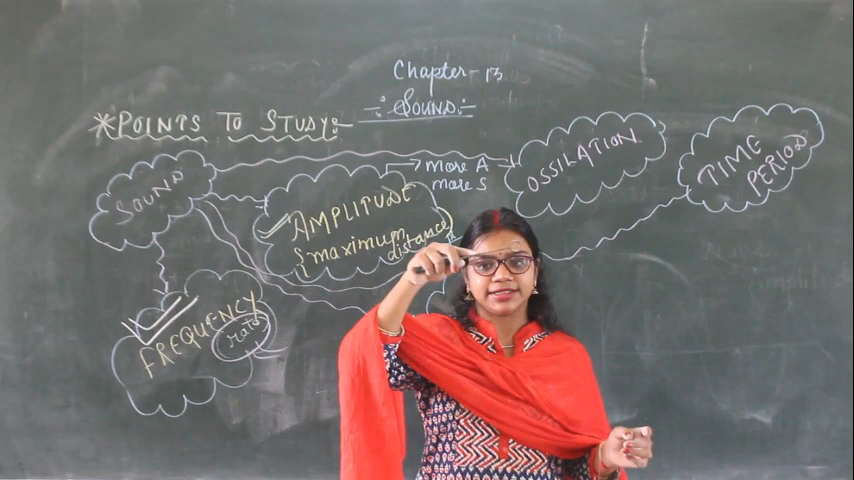 Chapter - 13
-:- SOUND:-
*POINTS TO STUDY:-
SOUND
AMPLITUDE
maximum
distance
more A
more S
OSSILATION
TIME
PERIOD
FREQUENCY
rate